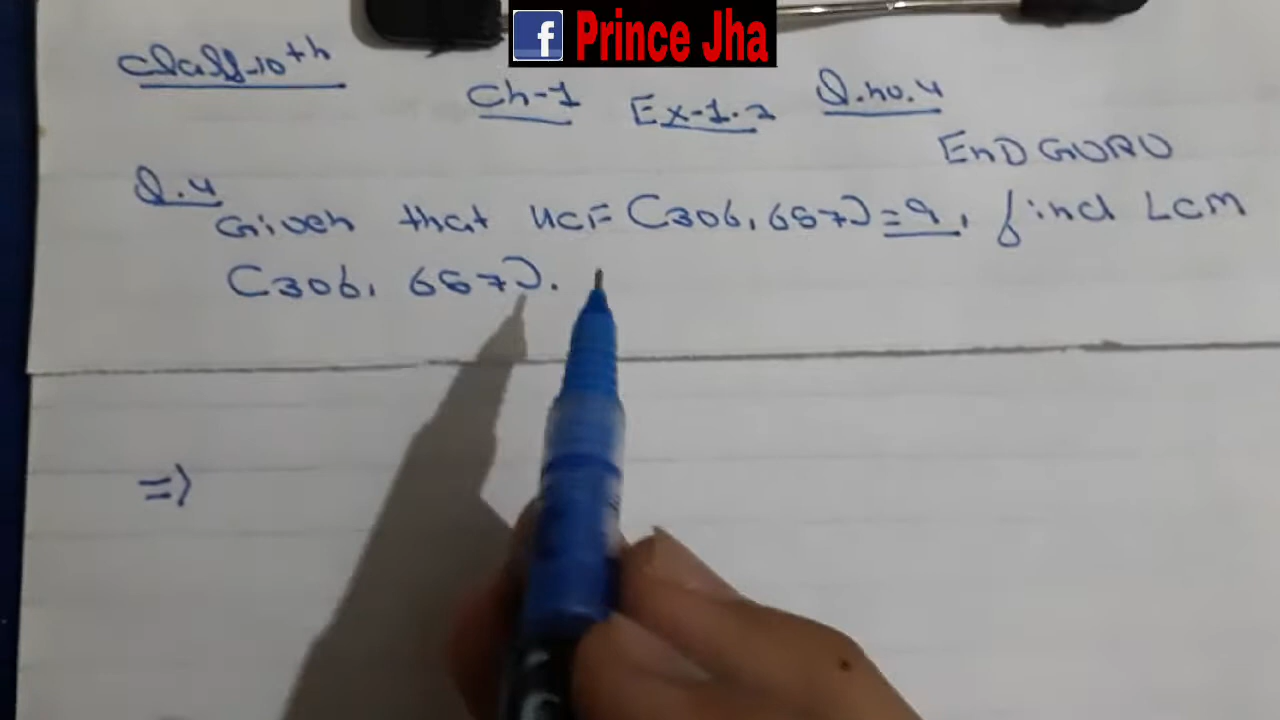 f Prince Jha
Class-10th
Ch-1 Ex-1.2 Q.no.4
EnD GURU
Q.4
Given that HCF (306, 657) = 9, find LCM
(306, 657).
=>